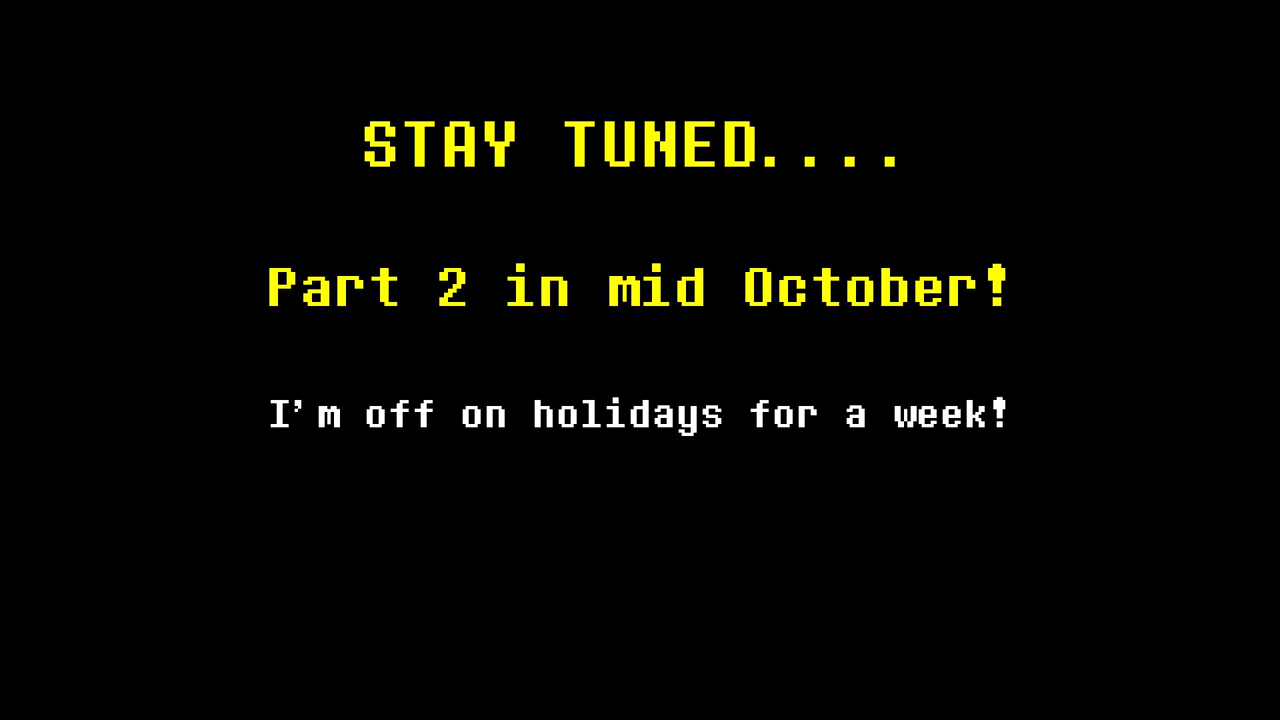 STAY TUNED....
Part 2 in mid October!
I'm off on holidays for a week!